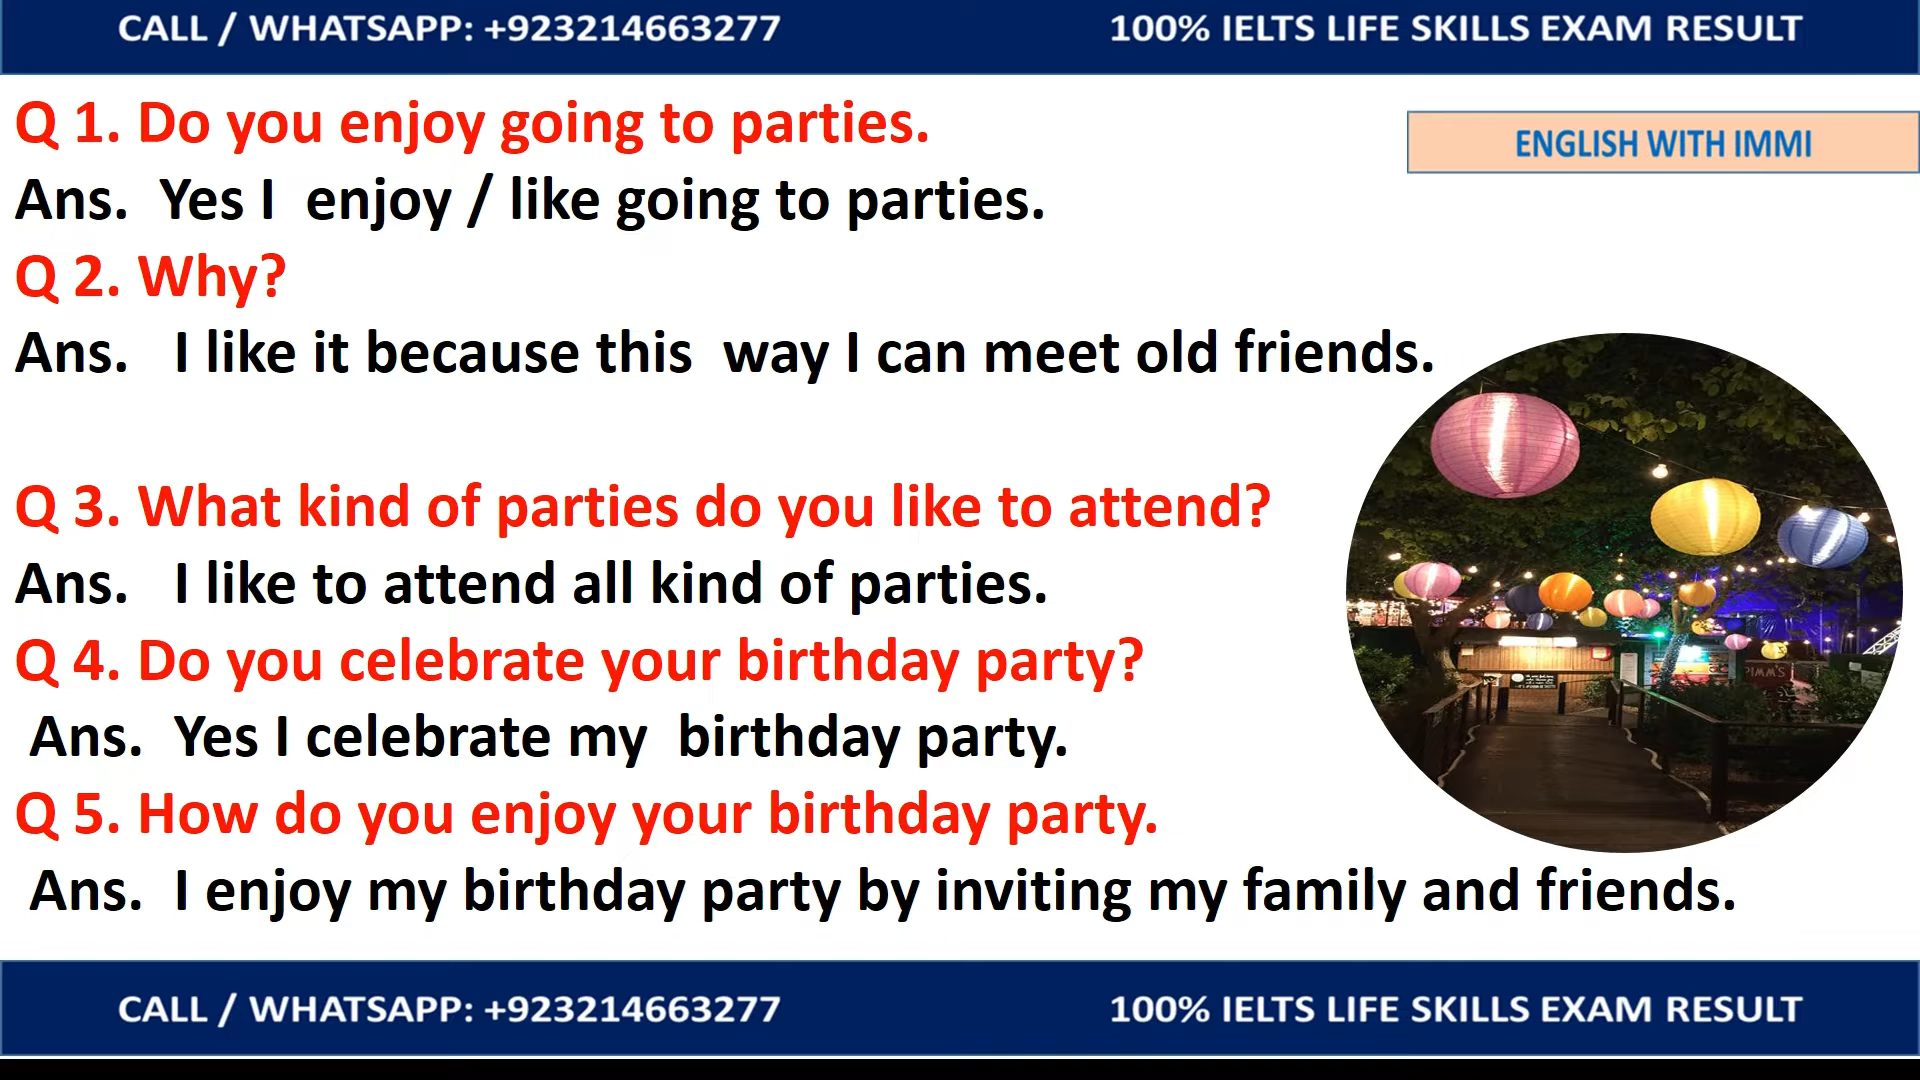 CALL / WHATSAPP: +923214663277 100% IELTS LIFE SKILLS EXAM RESULT
Q 1. Do you enjoy going to parties.
ENGLISH WITH IMMI
Ans. Yes I enjoy / like going to parties.
Q 2. Why?
Ans. I like it because this way I can meet old friends.
Q 3. What kind of parties do you like to attend?
Ans. I like to attend all kind of parties.
Q 4. Do you celebrate your birthday party?
Ans. Yes I celebrate my birthday party.
PIMM'S
Q 5. How do you enjoy your birthday party.
Ans. I enjoy my birthday party by inviting my family and friends.
CALL / WHATSAPP: +923214663277 100% IELTS LIFE SKILLS EXAM RESULT